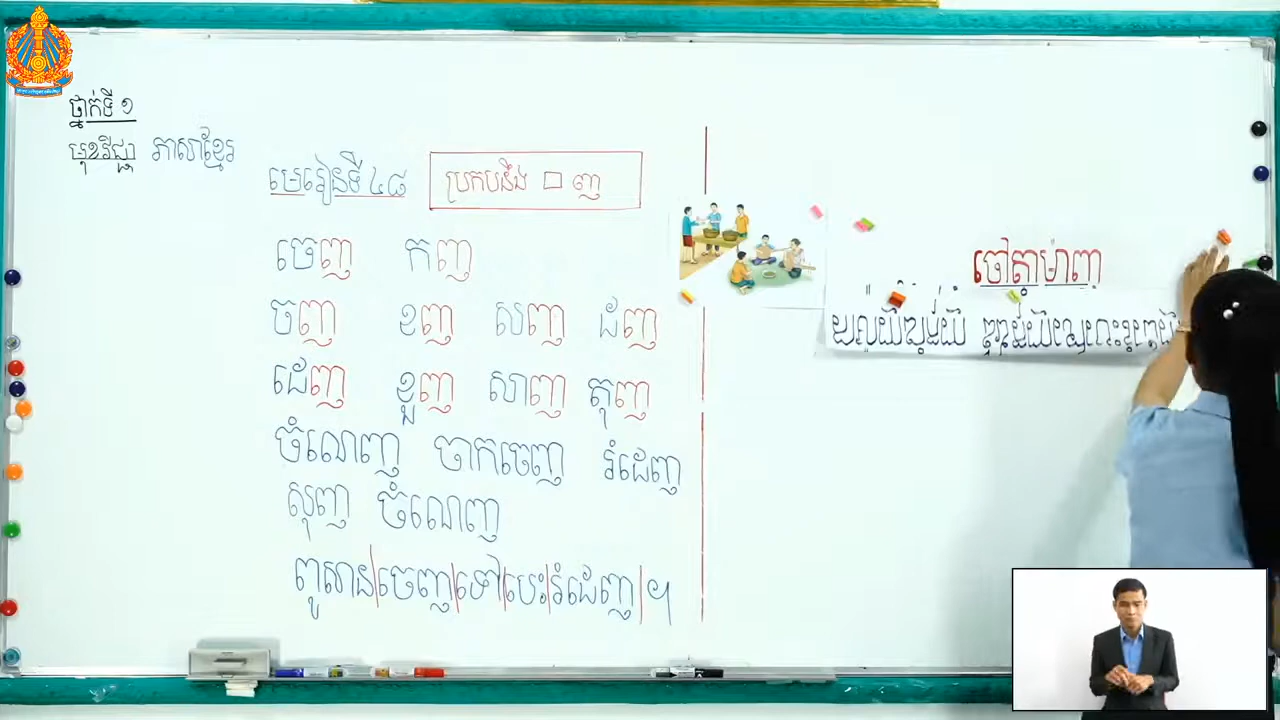 ថ្នាក់ទី ១
មុខវិជ្ជា ភាសាខ្មែរ
មេរៀនទី ៤៨
ប្រកបនឹង □ ញ
ចេញ កញ
ចញ ខញ សញ ដញ
ដេញ ខ្ញួញ សាញ តុញ
ចំណេញ ចាកចេញ រំដេញ
សុញ ចំណេញ
ពូសាន|ចេញ|ទៅ|បេះ|រំដេញ|។
ចៅតាមាញ